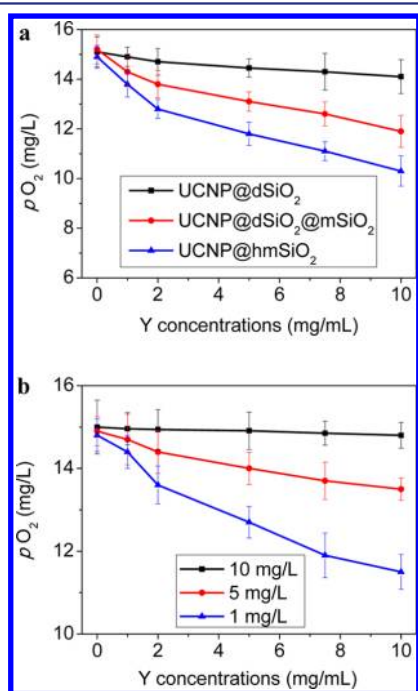 a
16
14
12
10
8
6
pO₂ (mg/L)
UCNP@dSiO₂
UCNP@dSiO₂@mSiO₂
UCNP@hmSiO₂
0 2 4 6 8 10
Y concentrations (mg/mL)
b
16
14
12
10
pO₂ (mg/L)
10 mg/L
5 mg/L
1 mg/L
0 2 4 6 8 10
Y concentrations (mg/mL)